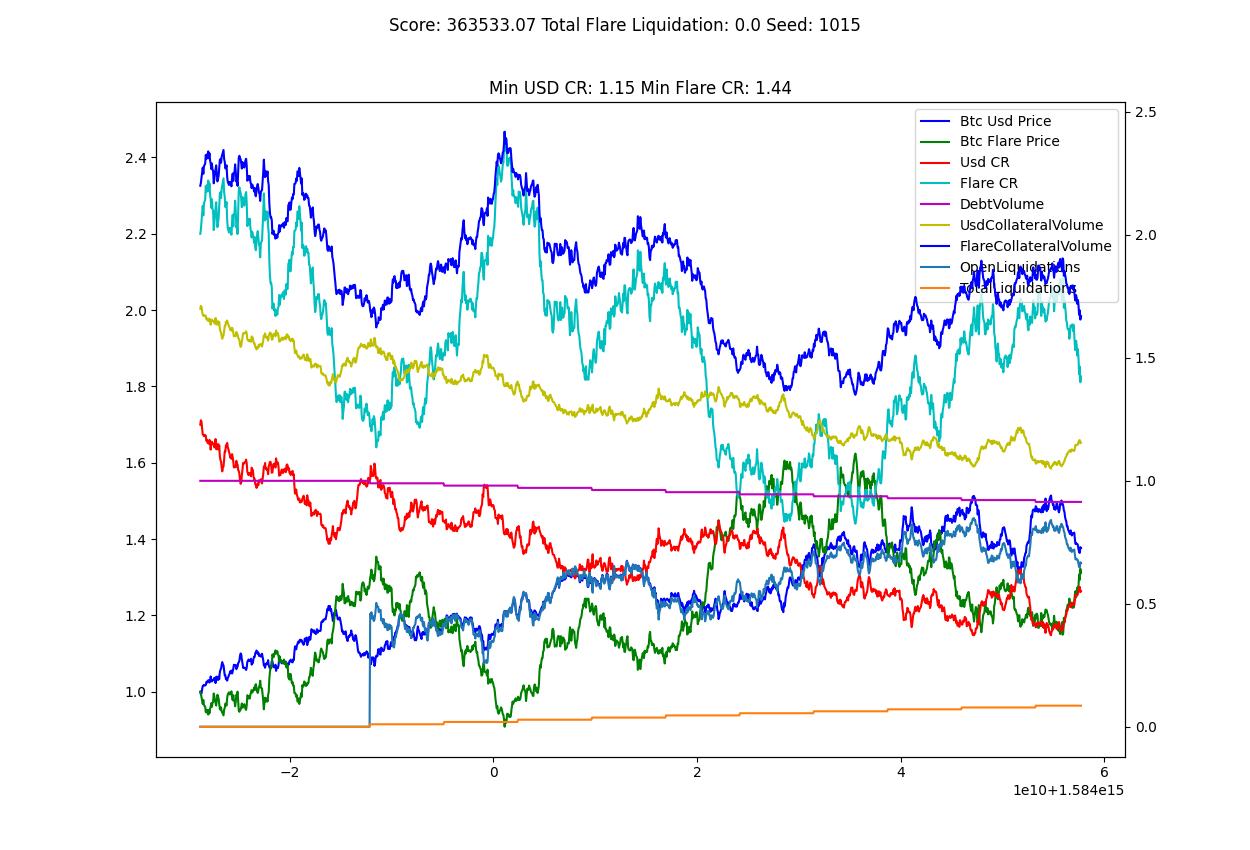 Score: 363533.07 Total Flare Liquidation: 0.0 Seed: 1015
Min USD CR: 1.15 Min Flare CR: 1.44
2.4
2.2
2.0
1.8
1.6
1.4
1.2
1.0
2.5
2.0
1.5
1.0
0.5
0.0
Btc Usd Price
Btc Flare Price
Usd CR
Flare CR
DebtVolume
UsdCollateralVolume
FlareCollateralVolume
OpenLiquidations
TotalLiquidations
−2
0
2
4
6
1e10+1.584e15